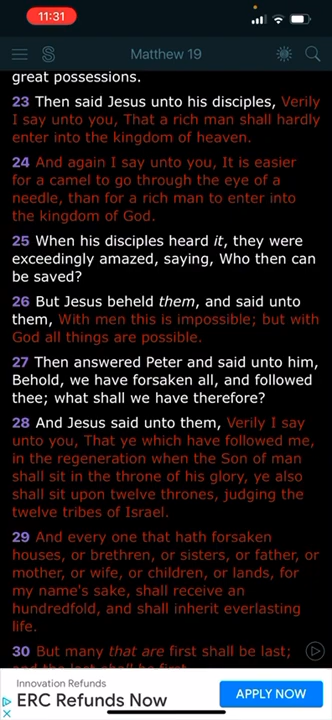 11:31
S
Matthew 19
great possessions.
23 Then said Jesus unto his disciples, Verily
I say unto you, That a rich man shall hardly
enter into the kingdom of heaven.
24 And again I say unto you, It is easier
for a camel to go through the eye of a
needle, than for a rich man to enter into
the kingdom of God.
25 When his disciples heard it, they were
exceedingly amazed, saying, Who then can
be saved?
26 But Jesus beheld them, and said unto
them, With men this is impossible; but with
God all things are possible.
27 Then answered Peter and said unto him,
Behold, we have forsaken all, and followed
thee; what shall we have therefore?
28 And Jesus said unto them, Verily I say
unto you, That ye which have followed me,
in the regeneration when the Son of man
shall sit in the throne of his glory, ye also
shall sit upon twelve thrones, judging the
twelve tribes of Israel.
29 And every one that hath forsaken
houses, or brethren, or sisters, or father, or
mother, or wife, or children, or lands, for
my name's sake, shall receive an
hundredfold, and shall inherit everlasting
life.
30 But many that are first shall be last;
and the last shall be first.
Innovation Refunds
ERC Refunds Now
APPLY NOW